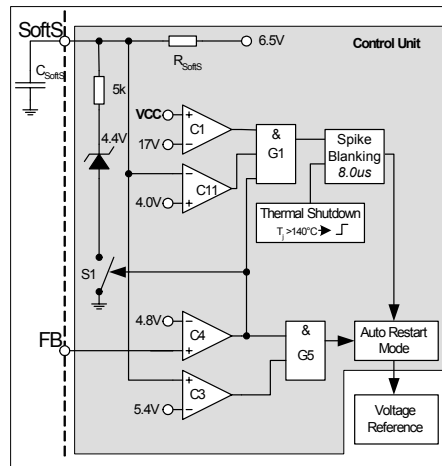 SoftS
6.5V
Control Unit
CSoftS
RSoftS
5k
4.4V
VCC
17V
C1
&
G1
Spike
Blanking
8.0us
C11
4.0V
Thermal Shutdown
Tj >140°C
S1
4.8V
C4
FB
&
G5
Auto Restart
Mode
C3
5.4V
Voltage
Reference